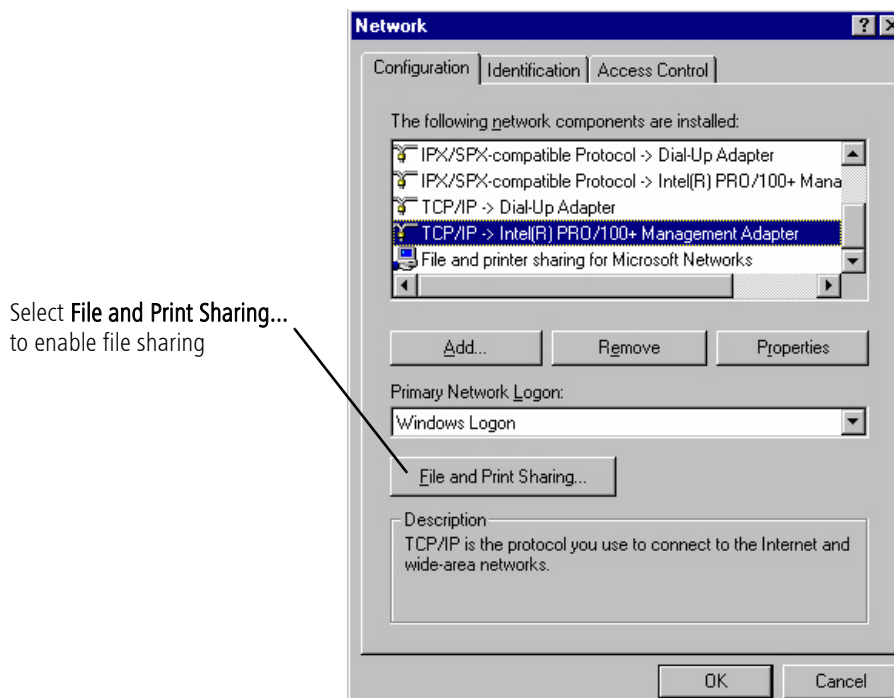 Network
Configuration Identification Access Control
The following network components are installed:
IPX/SPX-compatible Protocol -> Dial-Up Adapter
IPX/SPX-compatible Protocol -> Intel(R) PRO/100+ Mana
TCP/IP -> Dial-Up Adapter
TCP/IP -> Intel(R) PRO/100+ Management Adapter
File and printer sharing for Microsoft Networks
Select File and Print Sharing...
to enable file sharing
Add... Remove Properties
Primary Network Logon:
Windows Logon
File and Print Sharing...
Description
TCP/IP is the protocol you use to connect to the Internet and
wide-area networks.
OK Cancel